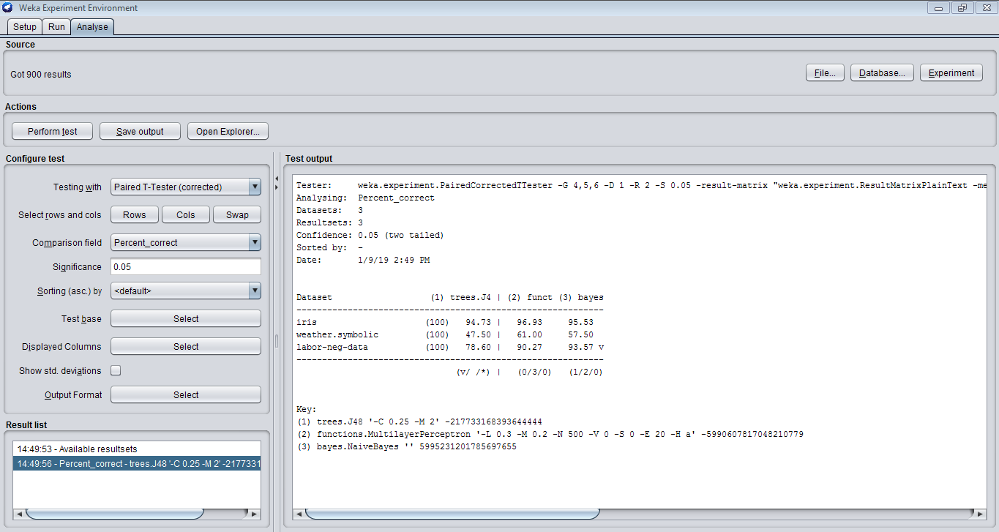 Weka Experiment Environment
Setup Run Analyse
Source
Got 900 results
File... Database... Experiment
Actions
Perform test Save output Open Explorer...
Configure test
Testing with Paired T-Tester (corrected)
Select rows and cols Rows Cols Swap
Comparison field Percent_correct
Significance 0.05
Sorting (asc.) by <default>
Test base Select
Displayed Columns Select
Show std. deviations
Output Format Select
Result list
14:49:53 - Available resultsets
14:49:56 - Percent_correct - trees.J48 '-C 0.25 -M 2' -2177331
Test output
Tester: weka.experiment.PairedCorrectedTTester -G 4,5,6 -D 1 -R 2 -S 0.05 -result-matrix "weka.experiment.ResultMatrixPlainText -me
Analysing: Percent_correct
Datasets: 3
Resultsets: 3
Confidence: 0.05 (two tailed)
Sorted by: -
Date: 1/9/19 2:49 PM
Dataset (1) trees.J4 | (2) funct (3) bayes
------------------------------------------------------------
iris (100) 94.73 | 96.93 95.53
weather.symbolic (100) 47.50 | 61.00 57.50
labor-neg-data (100) 78.60 | 90.27 93.57 v
------------------------------------------------------------
(v/ /*) | (0/3/0) (1/2/0)
Key:
(1) trees.J48 '-C 0.25 -M 2' -217733168393644444
(2) functions.MultilayerPerceptron '-L 0.3 -M 0.2 -N 500 -V 0 -S 0 -E 20 -H a' -5990607817048210779
(3) bayes.NaiveBayes '' 5995231201785697655